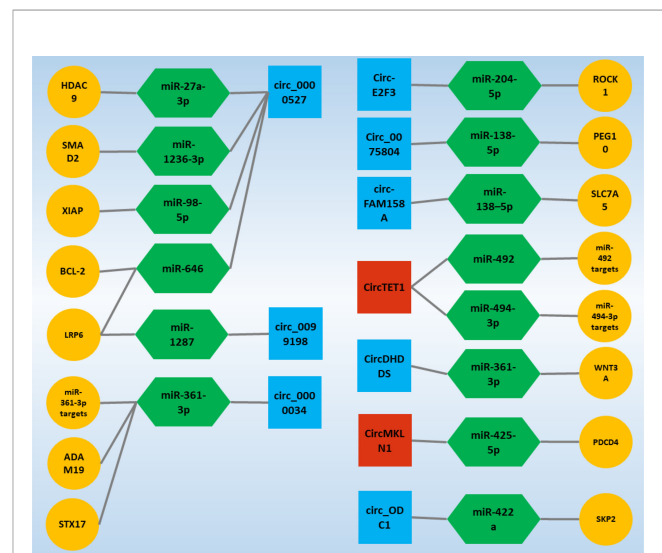 HDAC
9
miR-27a-
3p
circ_000
0527
SMA
D2
miR-
1236-3p
XIAP
miR-98-
5p
BCL-2
miR-646
LRP6
miR-
1287
circ_009
9198
miR-
361-3p
targets
miR-361-
3p
circ_000
0034
ADA
M19
STX17
Circ-
E2F3
miR-204-
5p
ROCK
1
Circ_00
75804
miR-138-
5p
PEG1
0
circ-
FAM158
A
miR-
138–5p
SLC7A
5
CircTET1
miR-492
miR-
492
targets
miR-494-
3p
miR-
494-3p
targets
CircDHD
DS
miR-361-
3p
WNT3
A
CircMKL
N1
miR-425-
5p
PDCD4
circ_OD
C1
miR-422
a
SKP2